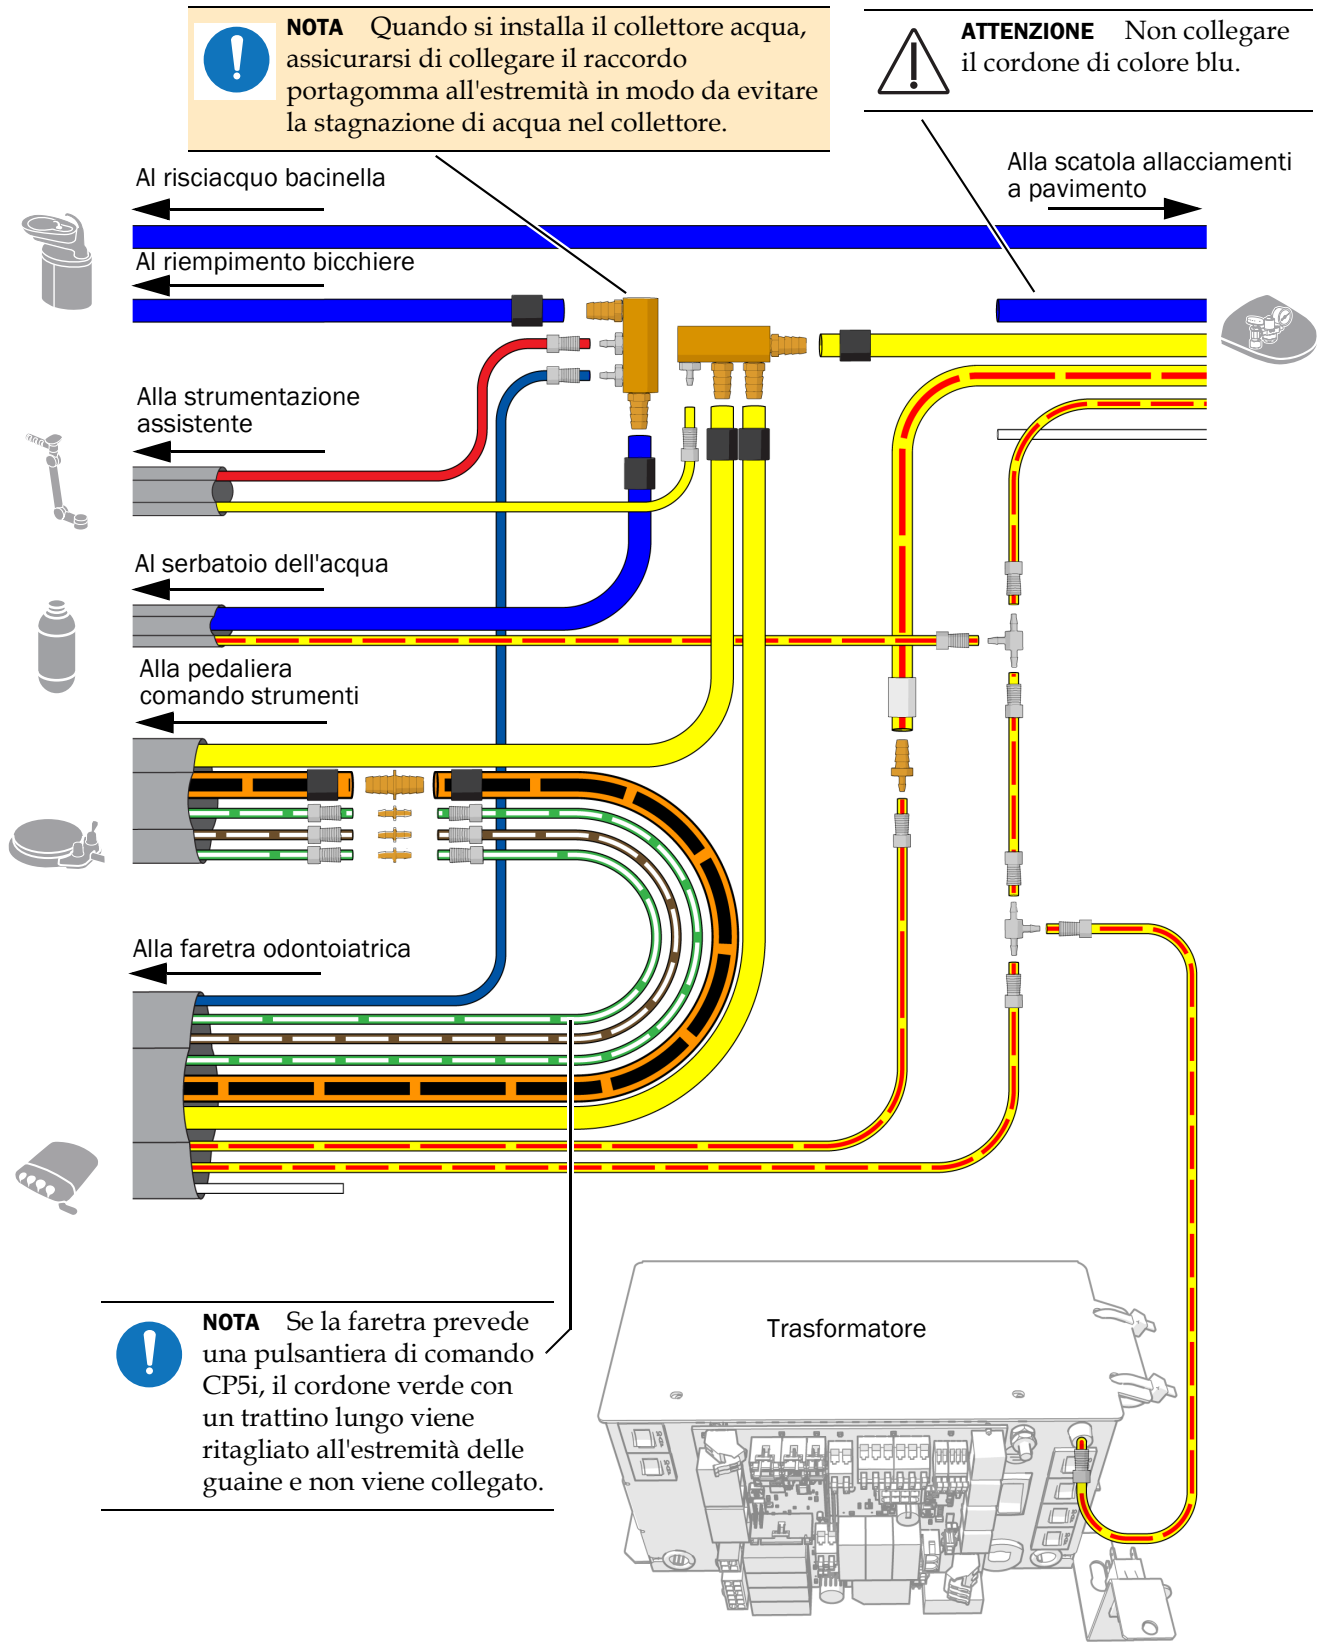 NOTA Quando si installa il collettore acqua,
assicurarsi di collegare il raccordo
portagomma all'estremità in modo da evitare
la stagnazione di acqua nel collettore.
ATTENZIONE Non collegare
il cordone di colore blu.
Al risciacquo bacinella
Alla scatola allacciamenti
a pavimento
Al riempimento bicchiere
Alla strumentazione
assistente
Al serbatoio dell'acqua
Alla pedaliera
comando strumenti
Alla faretra odontoiatrica
NOTA Se la faretra prevede
una pulsantiera di comando
CP5i, il cordone verde con
un trattino lungo viene
ritagliato all'estremità delle
guaine e non viene collegato.
Trasformatore